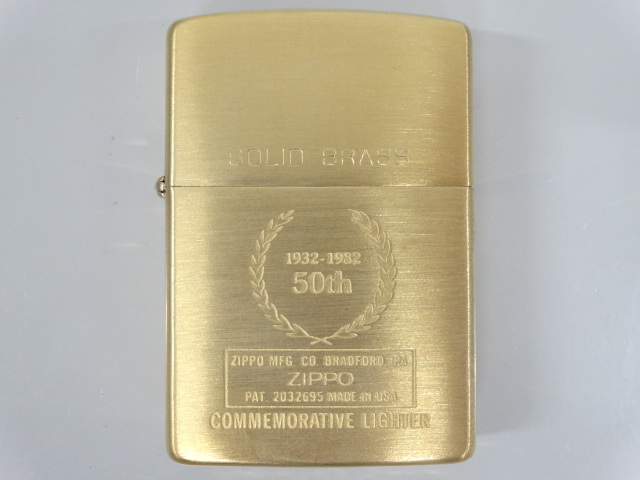 SOLID BRASS
1932-1982
50th
ZIPPO MFG. CO. BRADFORD. PA.
ZIPPO
PAT. 2032695 MADE IN USA
COMMEMORATIVE LIGHTER